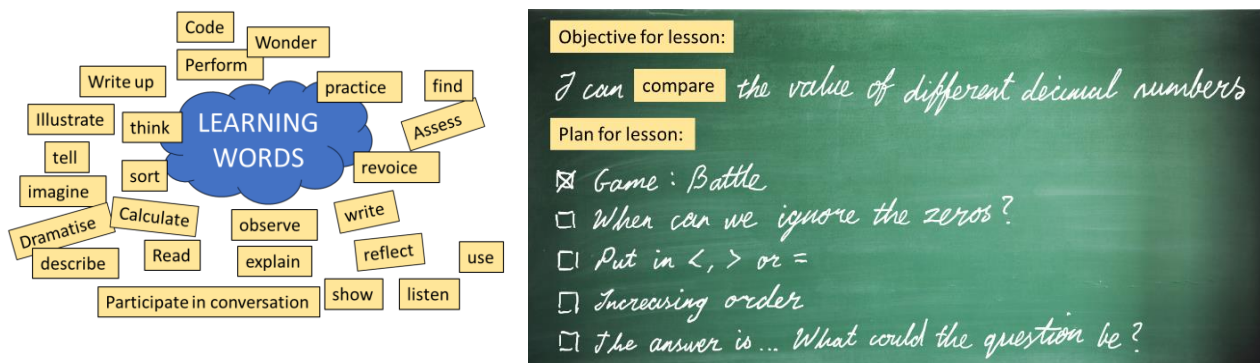 Code
Wonder
Perform
Write up
practice
find
Illustrate
think
LEARNING
WORDS
Assess
tell
sort
revoice
imagine
Dramatise
Calculate
observe
write
describe
Read
explain
reflect
use
Participate in conversation
show
listen
Objective for lesson:
I can compare the value of different decimal numbers
Plan for lesson:
☒ Game: Battle
☐ When can we ignore the zeros?
☐ Put in <, > or =
☐ Increasing order
☐ The answer is... What could the question be?